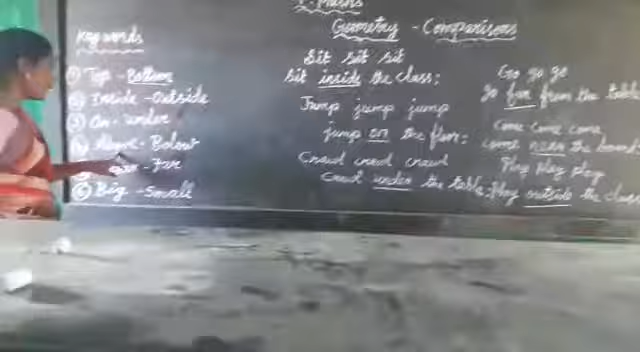 I - Maths
Geometry - Comparisons
Key words
① Top - Bottom
② Inside - Outside
③ On - under
④ Above - Below
- Far
⑥ Big - Small
Sit sit sit
Sit inside the class;
Jump jump jump
jump on the floor;
Crawl crawl crawl
Crawl under the table;
Go go go
go far from the table
Come come come
come near the board
Play play play
play outside the class